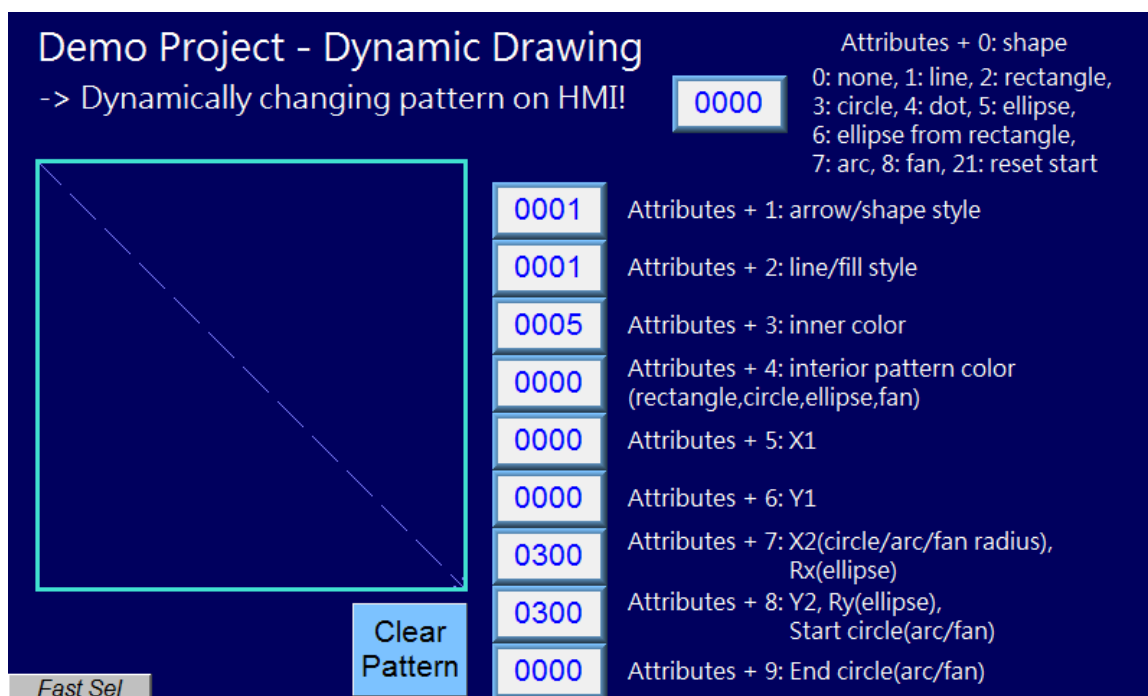 Demo Project - Dynamic Drawing
-> Dynamically changing pattern on HMI!
0000
Attributes + 0: shape
0: none, 1: line, 2: rectangle,
3: circle, 4: dot, 5: ellipse,
6: ellipse from rectangle,
7: arc, 8: fan, 21: reset start
0001
Attributes + 1: arrow/shape style
0001
Attributes + 2: line/fill style
0005
Attributes + 3: inner color
0000
Attributes + 4: interior pattern color
(rectangle,circle,ellipse,fan)
0000
Attributes + 5: X1
0000
Attributes + 6: Y1
0300
Attributes + 7: X2(circle/arc/fan radius),
Rx(ellipse)
0300
Attributes + 8: Y2, Ry(ellipse),
Start circle(arc/fan)
0000
Attributes + 9: End circle(arc/fan)
Clear
Pattern
Fast Sel